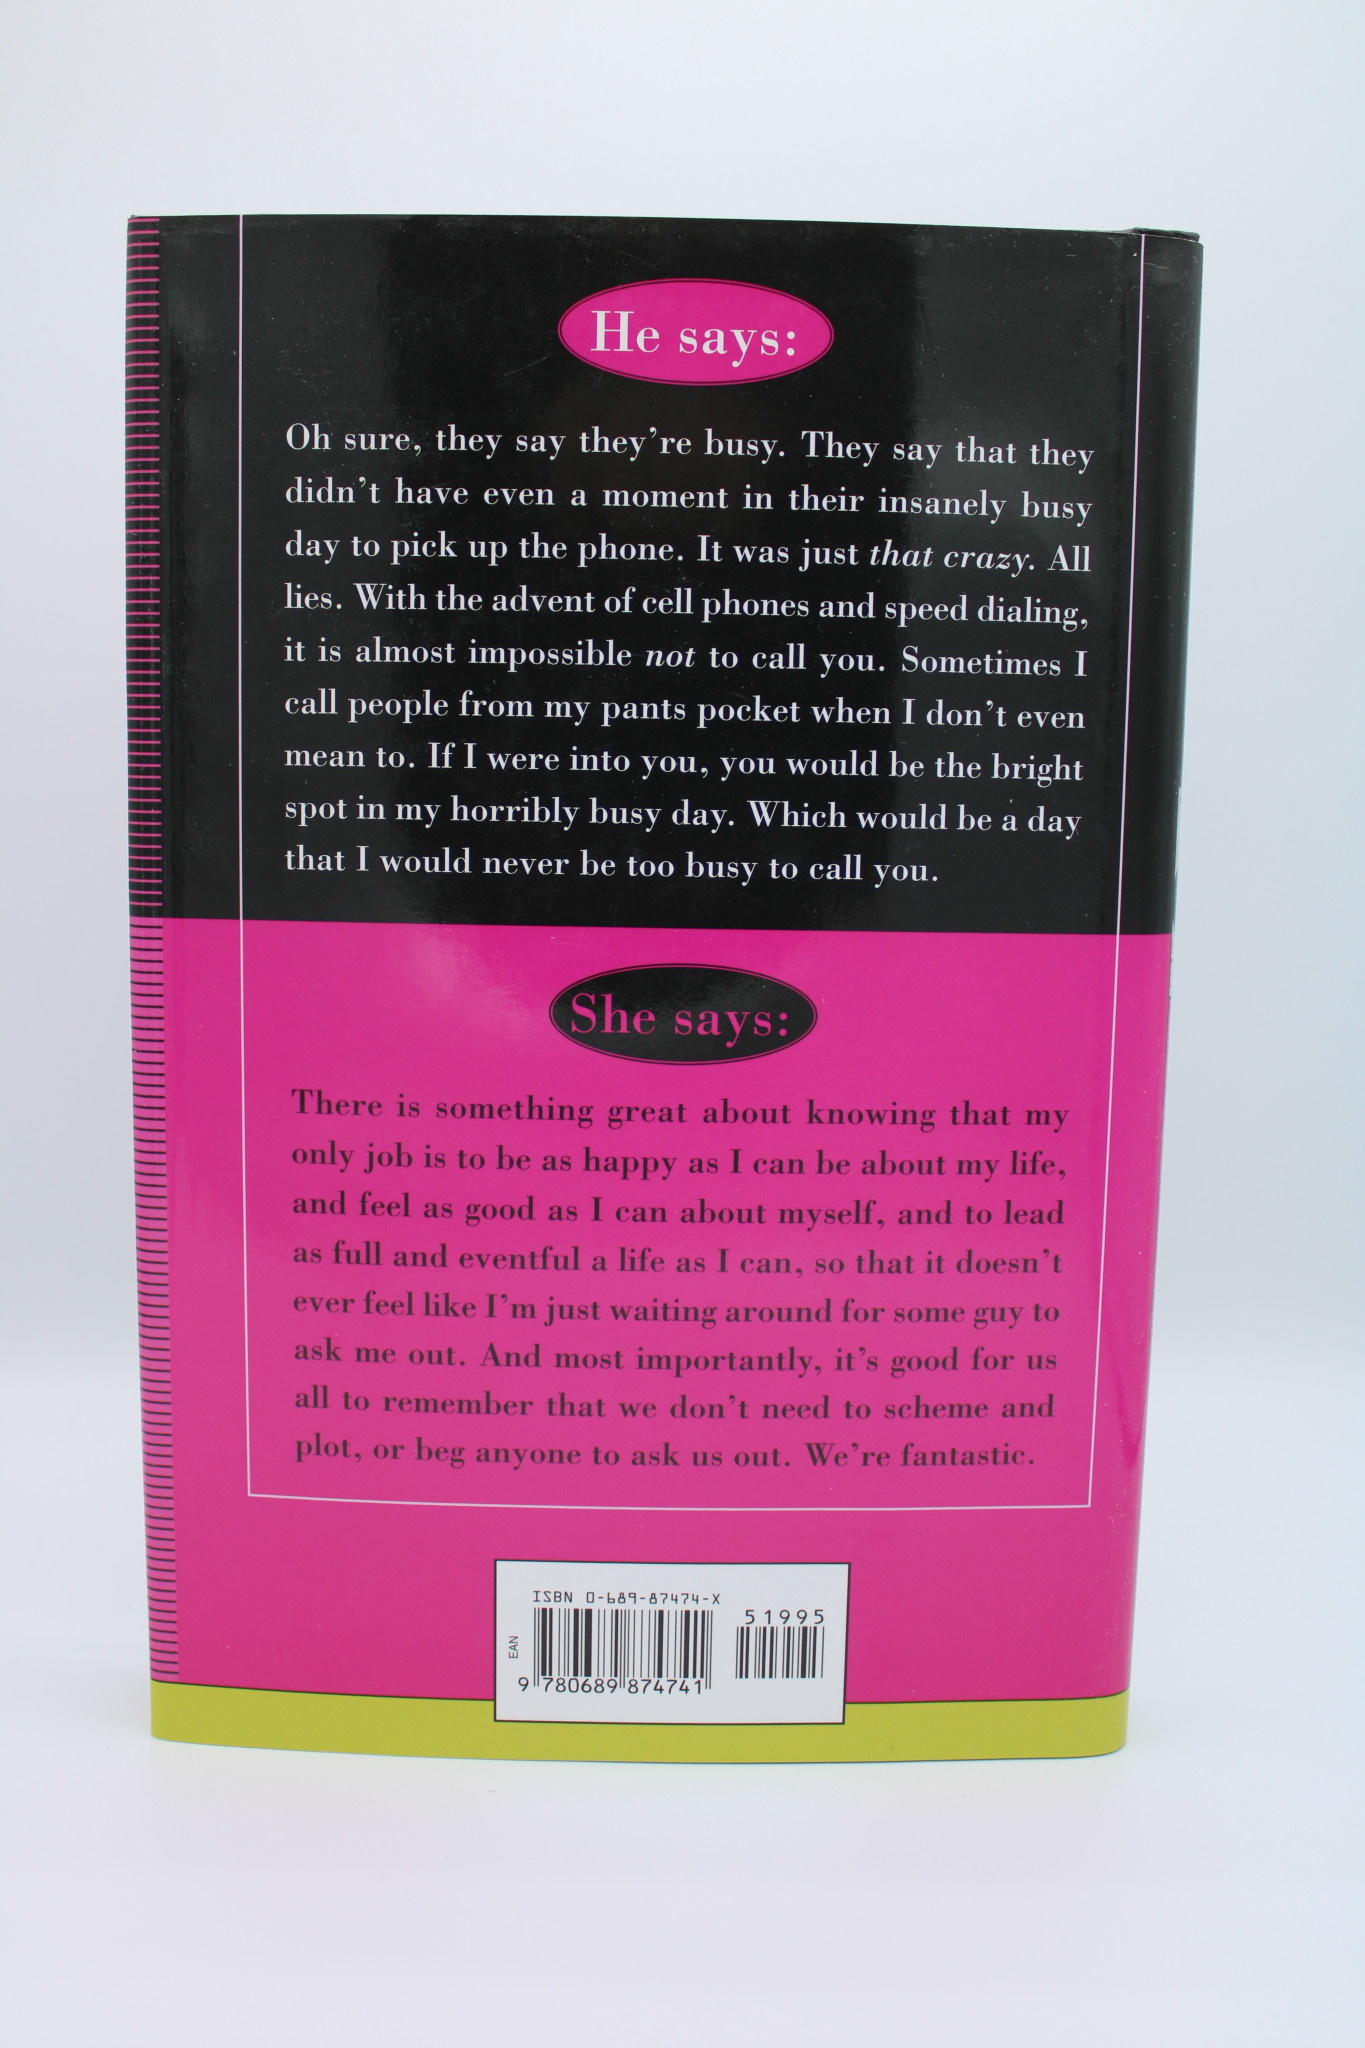 He says:
Oh sure, they say they're busy. They say that they
didn't have even a moment in their insanely busy
day to pick up the phone. It was just that crazy. All
lies. With the advent of cell phones and speed dialing,
it is almost impossible not to call you. Sometimes I
call people from my pants pocket when I don't even
mean to. If I were into you, you would be the bright
spot in my horribly busy day. Which would be a day
that I would never be too busy to call you.
She says:
There is something great about knowing that my
only job is to be as happy as I can be about my life,
and feel as good as I can about myself, and to lead
as full and eventful a life as I can, so that it doesn't
ever feel like I'm just waiting around for some guy to
ask me out. And most importantly, it's good for us
all to remember that we don't need to scheme and
plot, or beg anyone to ask us out. We're fantastic.
ISBN 0-689-87474-X
51995
EAN
9 780689 874741